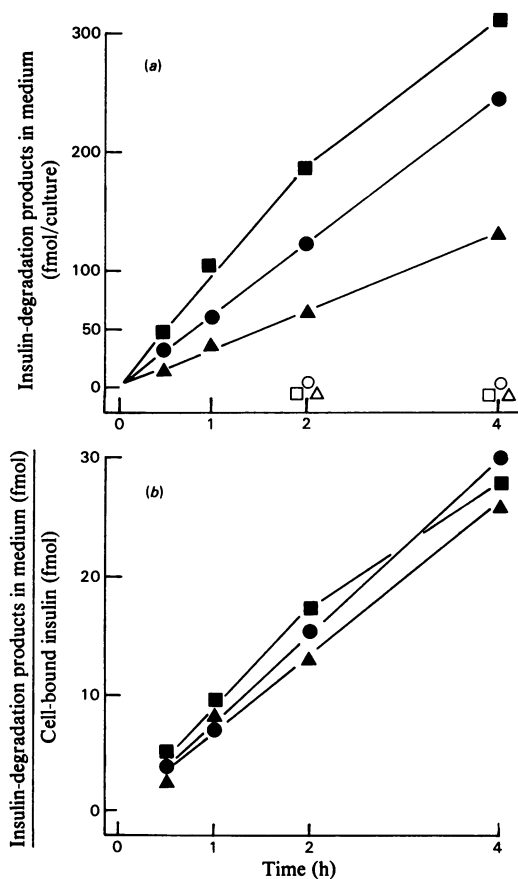 Insulin-degradation products in medium
(fmol/culture)
300
200
100
50
0
(a)
0 1 2 4
Insulin-degradation products in medium (fmol)
Cell-bound insulin (fmol)
30
20
10
0
(b)
0 1 2 4
Time (h)